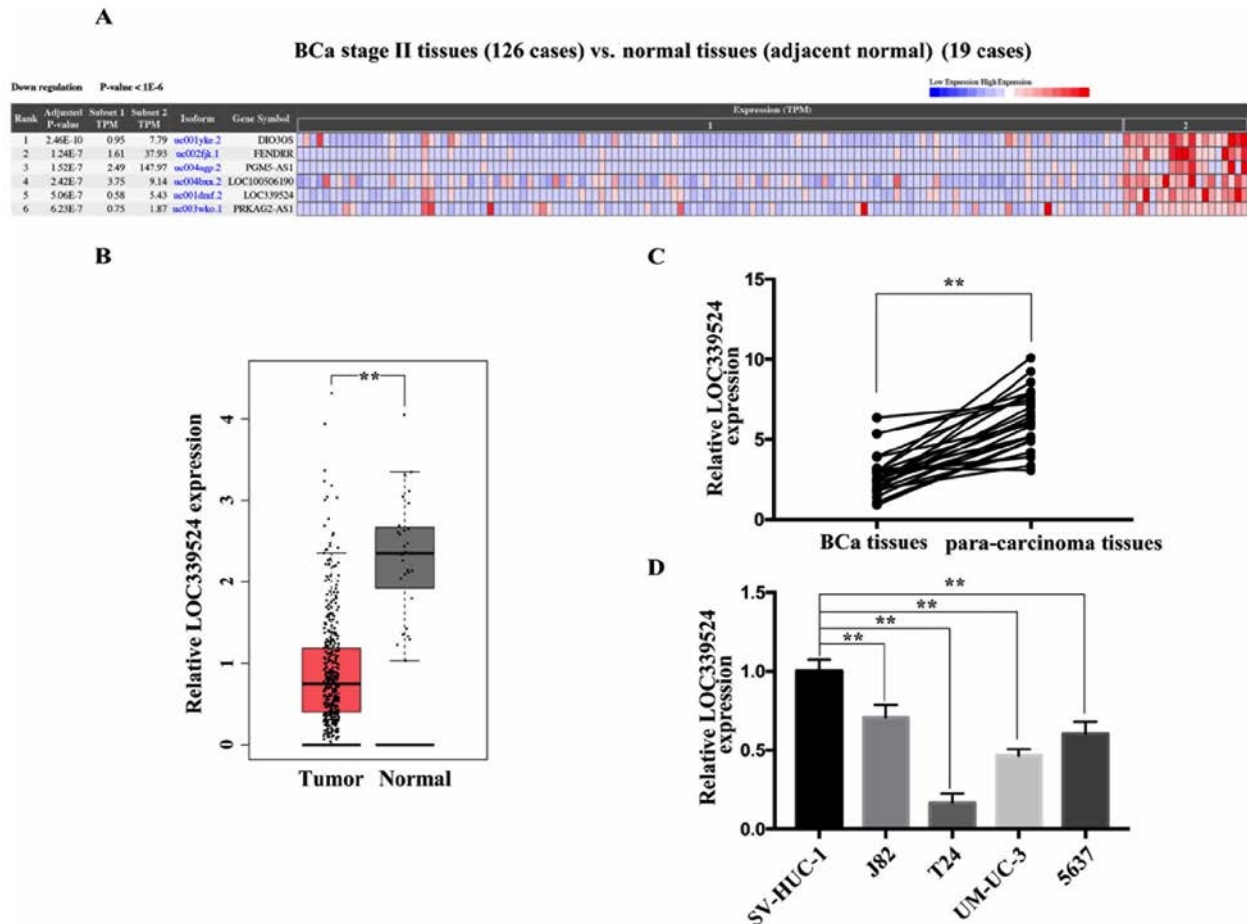 A
BCa stage II tissues (126 cases) vs. normal tissues (adjacent normal) (19 cases)
Down regulation P-value < 1E-6
Low Expression High Expression
Rank Adjusted P-value Subset 1 TPM Subset 2 TPM Isoform Gene Symbol Expression (TPM)
1 2
1 2.46E-10 0.95 7.79 uc001yke.2 DIO3OS
2 1.24E-7 1.61 37.93 uc002fjk.1 FENDRR
3 1.52E-7 2.49 147.97 uc004agp.2 PGM5-AS1
4 2.42E-7 3.75 9.14 LOC100506190
5 5.06E-7 0.58 5.43 LOC339524
6 6.23E-7 0.75 1.87 uc003wko.1 PRKAG2-AS1
B
Relative LOC339524 expression
4
3
2
1
0
**
Tumor Normal
C
Relative LOC339524
expression
15
10
5
0
**
BCa tissues para-carcinoma tissues
D
Relative LOC339524
expression
1.5
1.0
0.5
0.0
**
**
**
**
SV-HUC-1 J82 T24 UM-UC-3 5637